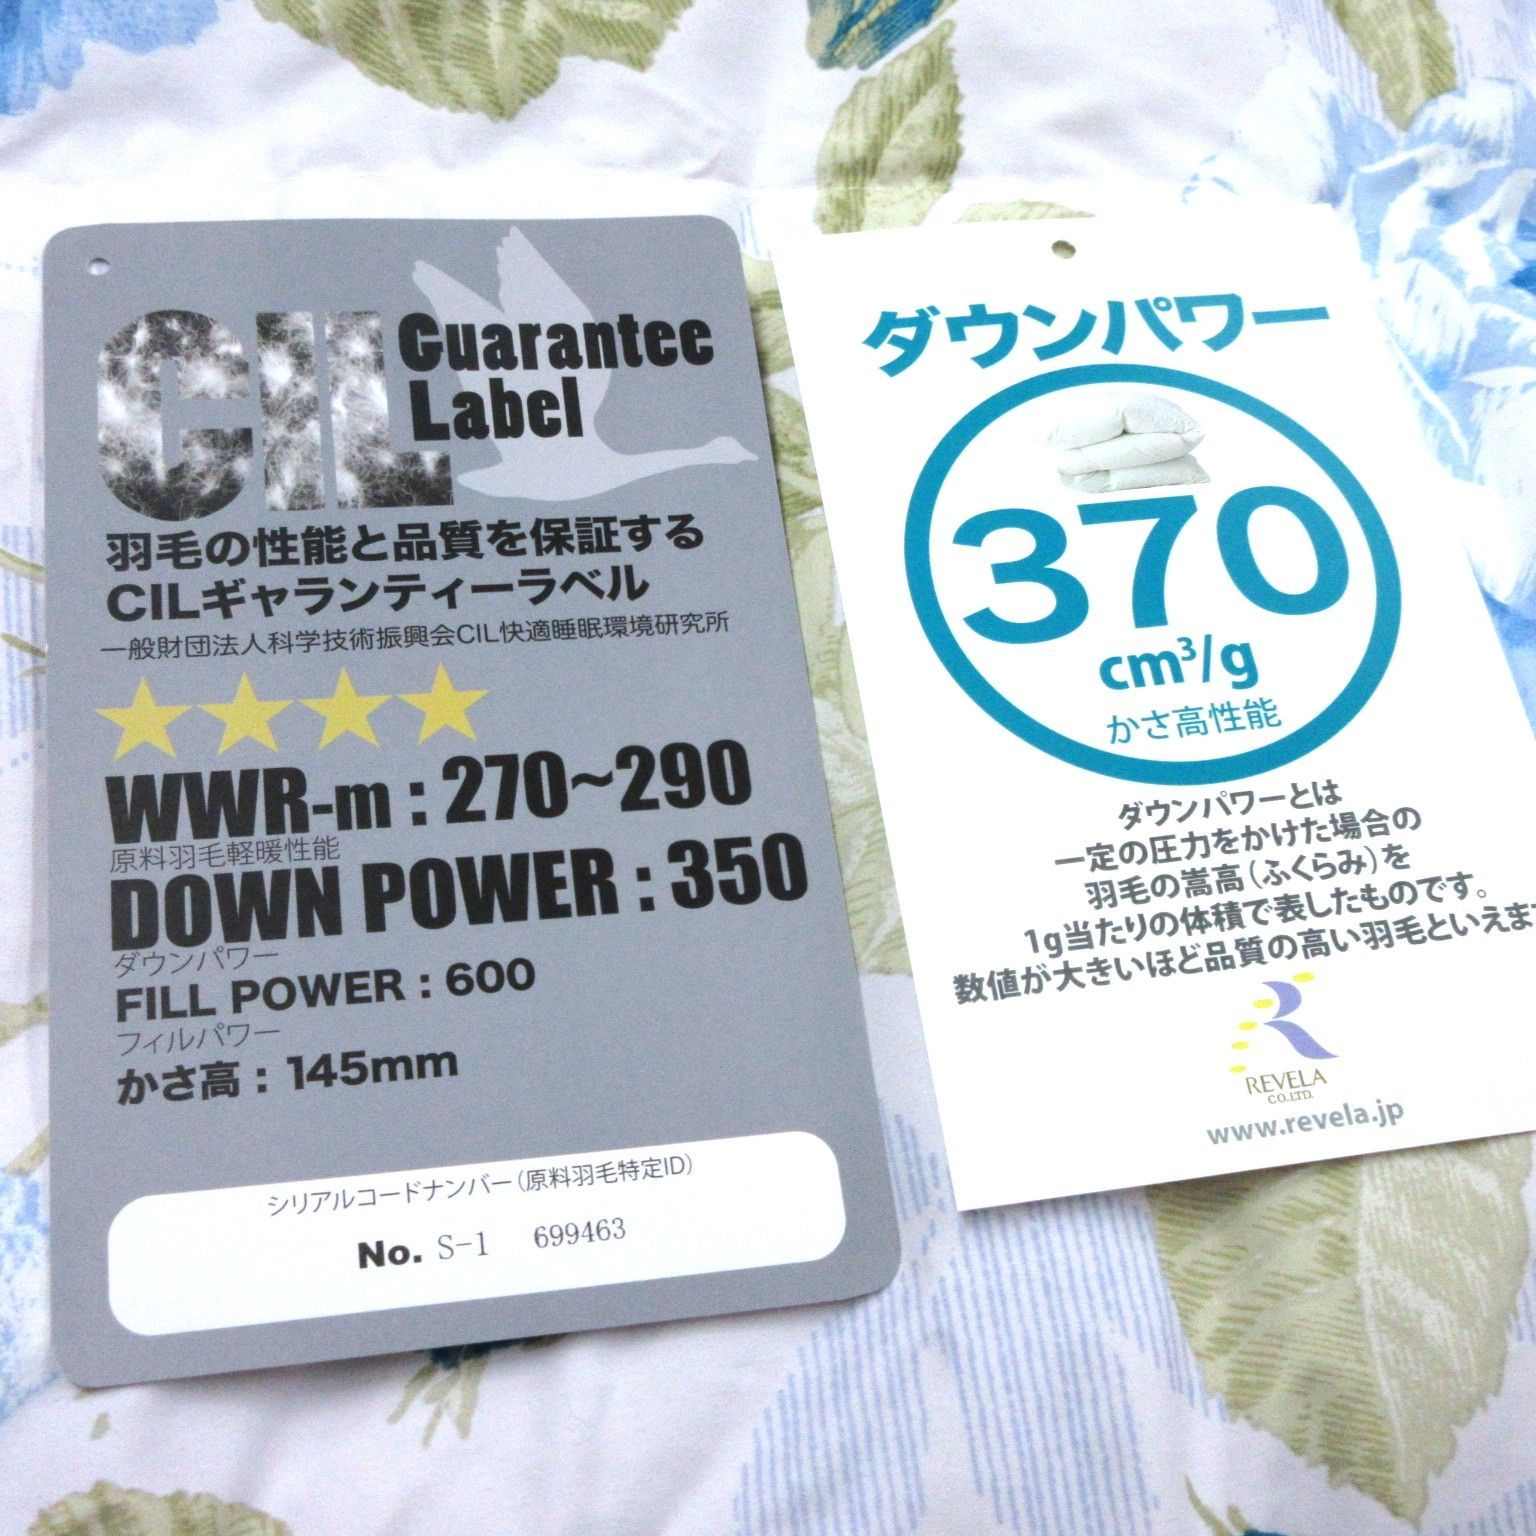 CIL Guarantee
Label
羽毛の性能と品質を保証する
CILギャランティーラベル
一般財団法人科学技術振興会CIL快適睡眠環境研究所
WWR-m : 270~290
原料羽毛軽暖性能
DOWN POWER : 350
ダウンパワー
FILL POWER : 600
フィルパワー
かさ高 : 145mm
シリアルコードナンバー(原料羽毛特定ID)
No. S-1 699463
ダウンパワー
370
cm³/g
かさ高性能
ダウンパワーとは
一定の圧力をかけた場合の
羽毛の嵩高(ふくらみ)を
1g当たりの体積で表したものです。
数値が大きいほど品質の高い羽毛といえます
R
REVELA
CO.,LTD.
www.revela.jp